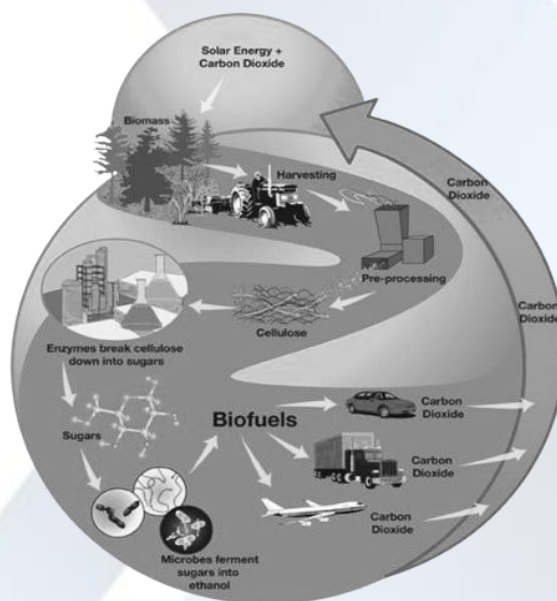 Solar Energy +
Carbon Dioxide
Biomass
Harvesting
Carbon
Dioxide
Pre-processing
Cellulose
Carbon
Dioxide
Enzymes break cellulose
down into sugars
Sugars
Biofuels
Carbon
Dioxide
Carbon
Dioxide
Carbon
Dioxide
Microbes ferment
sugars into
ethanol